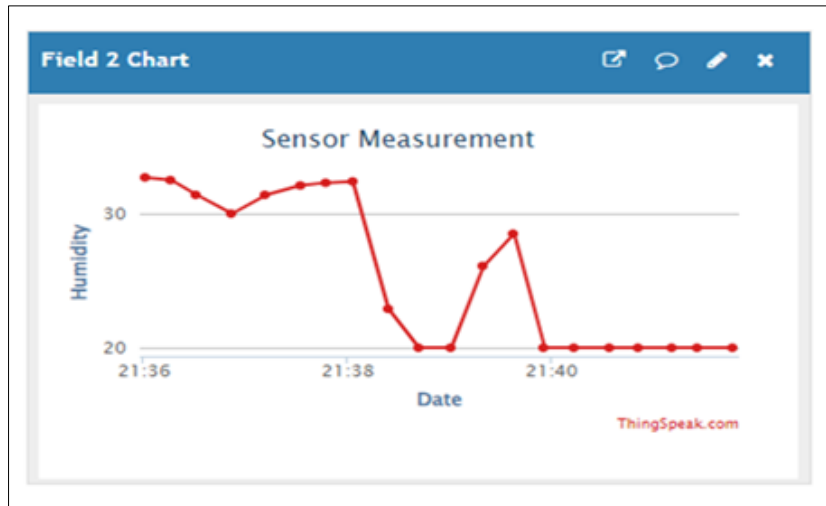 Field 2 Chart
Sensor Measurement
Humidity
30
20
21:36 21:38 21:40
Date
ThingSpeak.com